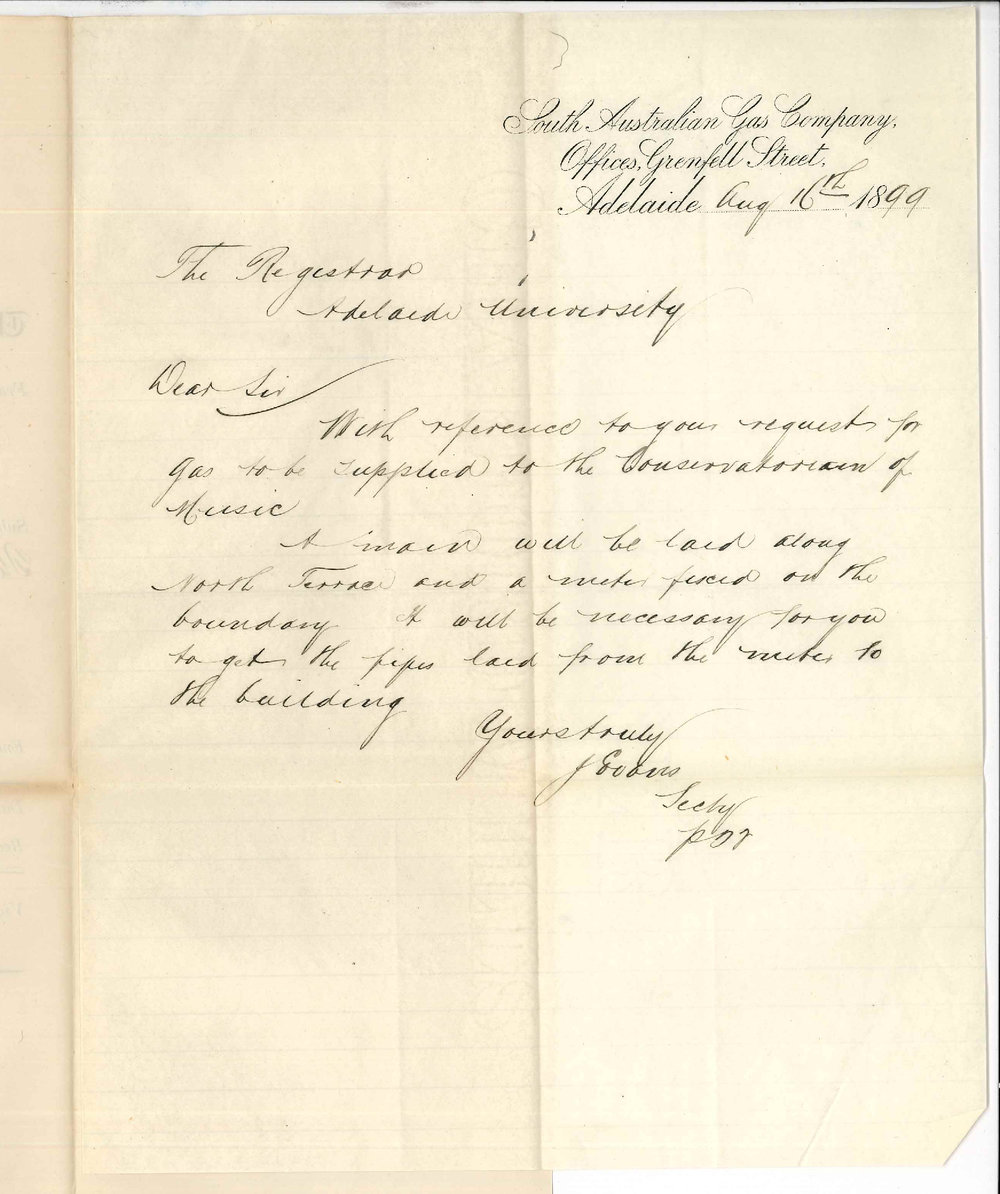 South Australian Gas Company,
Offices, Grenfell Street,
Adelaide Aug 16th 1899
The Registrar
Adelaide University
Dear Sir
With reference to your request for
gas to be supplied to the Conservatorium of
Music
A main will be laid along
North Terrace and a meter fixed on the
boundary It will be necessary for you
to get the pipes laid from the meter to
the building
Yours truly
J Evans
Secty